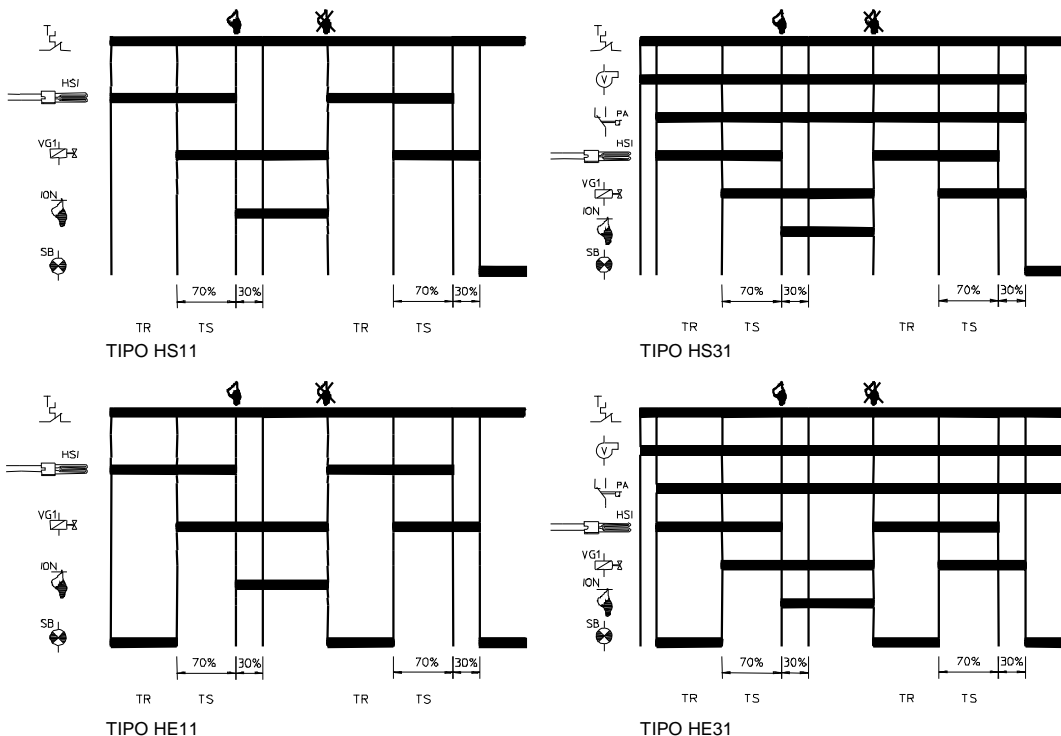 T
HSI
VG1
ION
SB
70% 30% 70% 30%
TR TS TR TS
TIPO HS11
T
V
PA
HSI
VG1
ION
SB
70% 30% 70% 30%
TR TS TR TS
TIPO HS31
T
HSI
VG1
ION
SB
70% 30% 70% 30%
TR TS TR TS
TIPO HE11
T
V
PA
HSI
VG1
ION
SB
70% 30% 70% 30%
TR TS TR TS
TIPO HE31